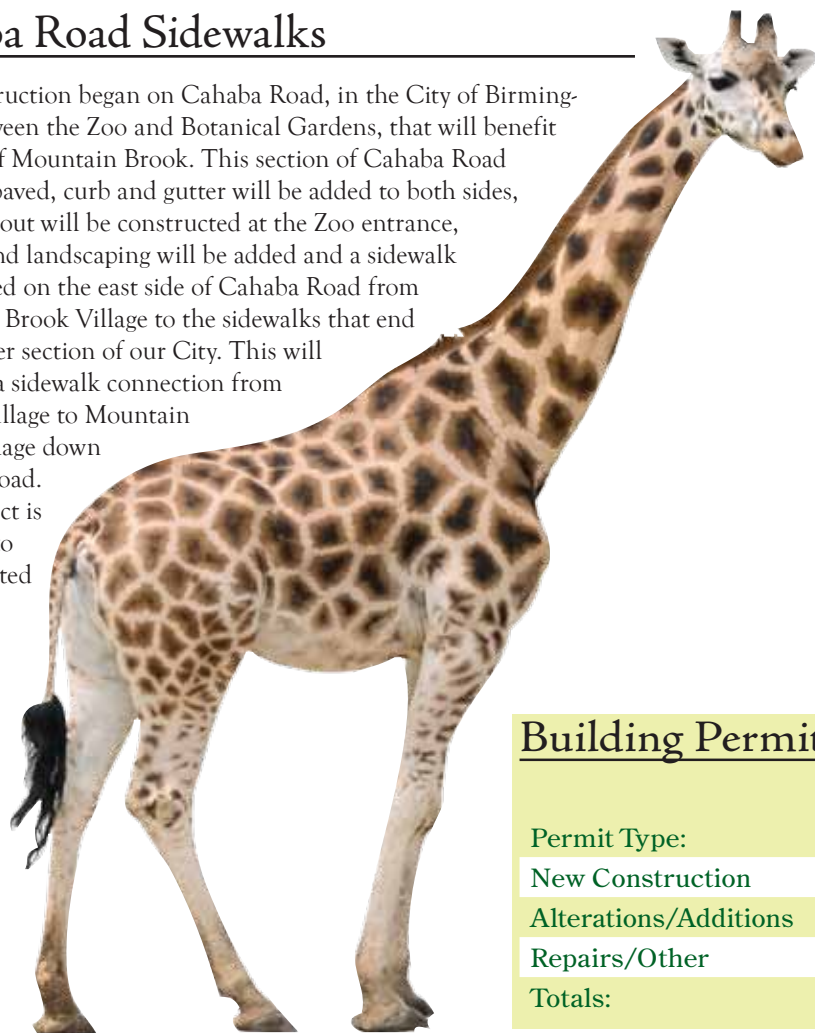 ba Road Sidewalks
ruction began on Cahaba Road, in the City of Birming-
ween the Zoo and Botanical Gardens, that will benefit
f Mountain Brook. This section of Cahaba Road
paved, curb and gutter will be added to both sides,
out will be constructed at the Zoo entrance,
nd landscaping will be added and a sidewalk
ed on the east side of Cahaba Road from
Brook Village to the sidewalks that end
er section of our City. This will
a sidewalk connection from
illage to Mountain
lage down
oad.
ct is
o
ted
Building Permit
Permit Type:
New Construction
Alterations/Additions
Repairs/Other
Totals: